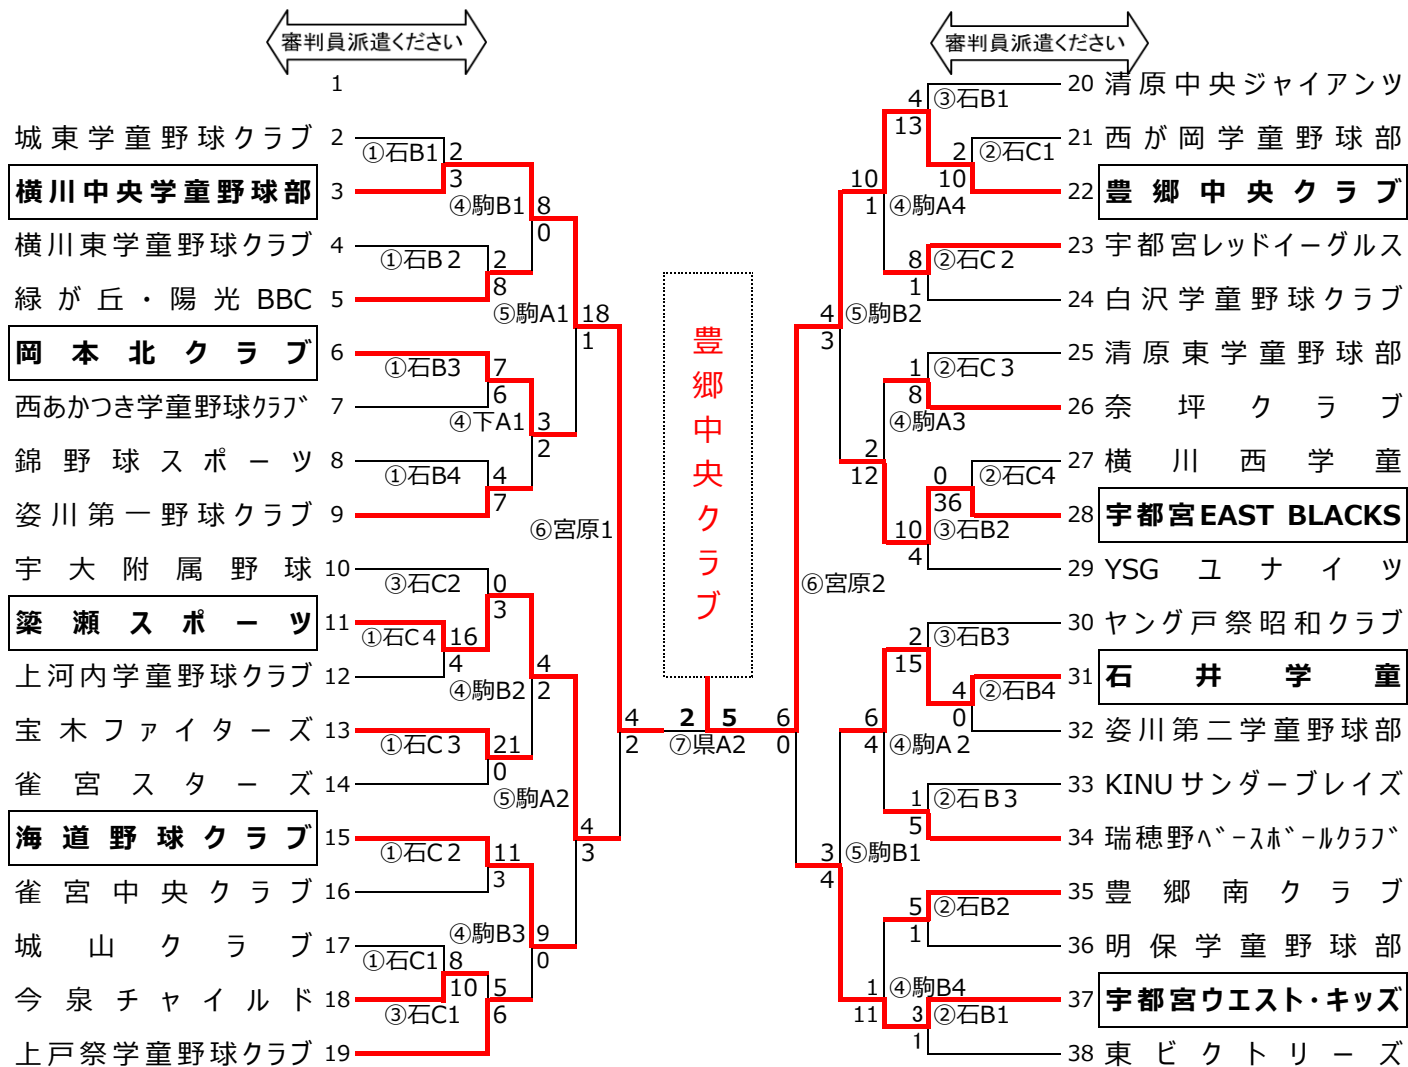 審判員派遣ください
審判員派遣ください
1
城東学童野球クラブ 2
横川中央学童野球部 3
横川東学童野球クラブ 4
緑が丘・陽光BBC 5
岡本北クラブ 6
西あかつき学童野球ｸﾗﾌﾞ 7
錦野球スポーツ 8
姿川第一野球クラブ 9
宇大附属野球 10
簗瀬スポーツ 11
上河内学童野球クラブ 12
宝木ファイターズ 13
雀宮スターズ 14
海道野球クラブ 15
雀宮中央クラブ 16
城山クラブ 17
今泉チャイルド 18
上戸祭学童野球クラブ 19
①石B1 2
3
①石B2 2
8
①石B3 7
6
①石B4 4
7
③石C2 0
3
①石C4 16
4
①石C3 21
0
①石C2 11
3
①石C1 8
10
③石C1 5
6
④駒B1 8
0
④下A1 3
2
④駒B2 4
2
④駒B3 9
0
⑤駒A1 18
1
⑤駒A2 4
3
⑥宮原1
4
2
豊郷中央クラブ
2 5
⑦県A2
6
0
⑥宮原2
4 ⑤駒B2
3
3 ⑤駒B1
4
10 ④駒A4
1
2 ④駒A3
12
6 ④駒A2
4
1 ④駒B4
11
4 ③石B1
13
2 ②石C1
10
8 ②石C2
1
1 ②石C3
8
0 ②石C4
36
10 ③石B2
4
2 ③石B3
15
4 ②石B4
0
1 ②石B3
5
5 ②石B2
1
3 ②石B1
1
20 清原中央ジャイアンツ
21 西が岡学童野球部
22 豊郷中央クラブ
23 宇都宮レッドイーグルス
24 白沢学童野球クラブ
25 清原東学童野球部
26 奈坪クラブ
27 横川西学童
28 宇都宮EAST BLACKS
29 YSGユナイツ
30 ヤング戸祭昭和クラブ
31 石井学童
32 姿川第二学童野球部
33 KINUサンダーブレイズ
34 瑞穂野ﾍﾞｰｽﾎﾞｰﾙｸﾗﾌﾞ
35 豊郷南クラブ
36 明保学童野球部
37 宇都宮ウエスト・キッズ
38 東ビクトリーズ